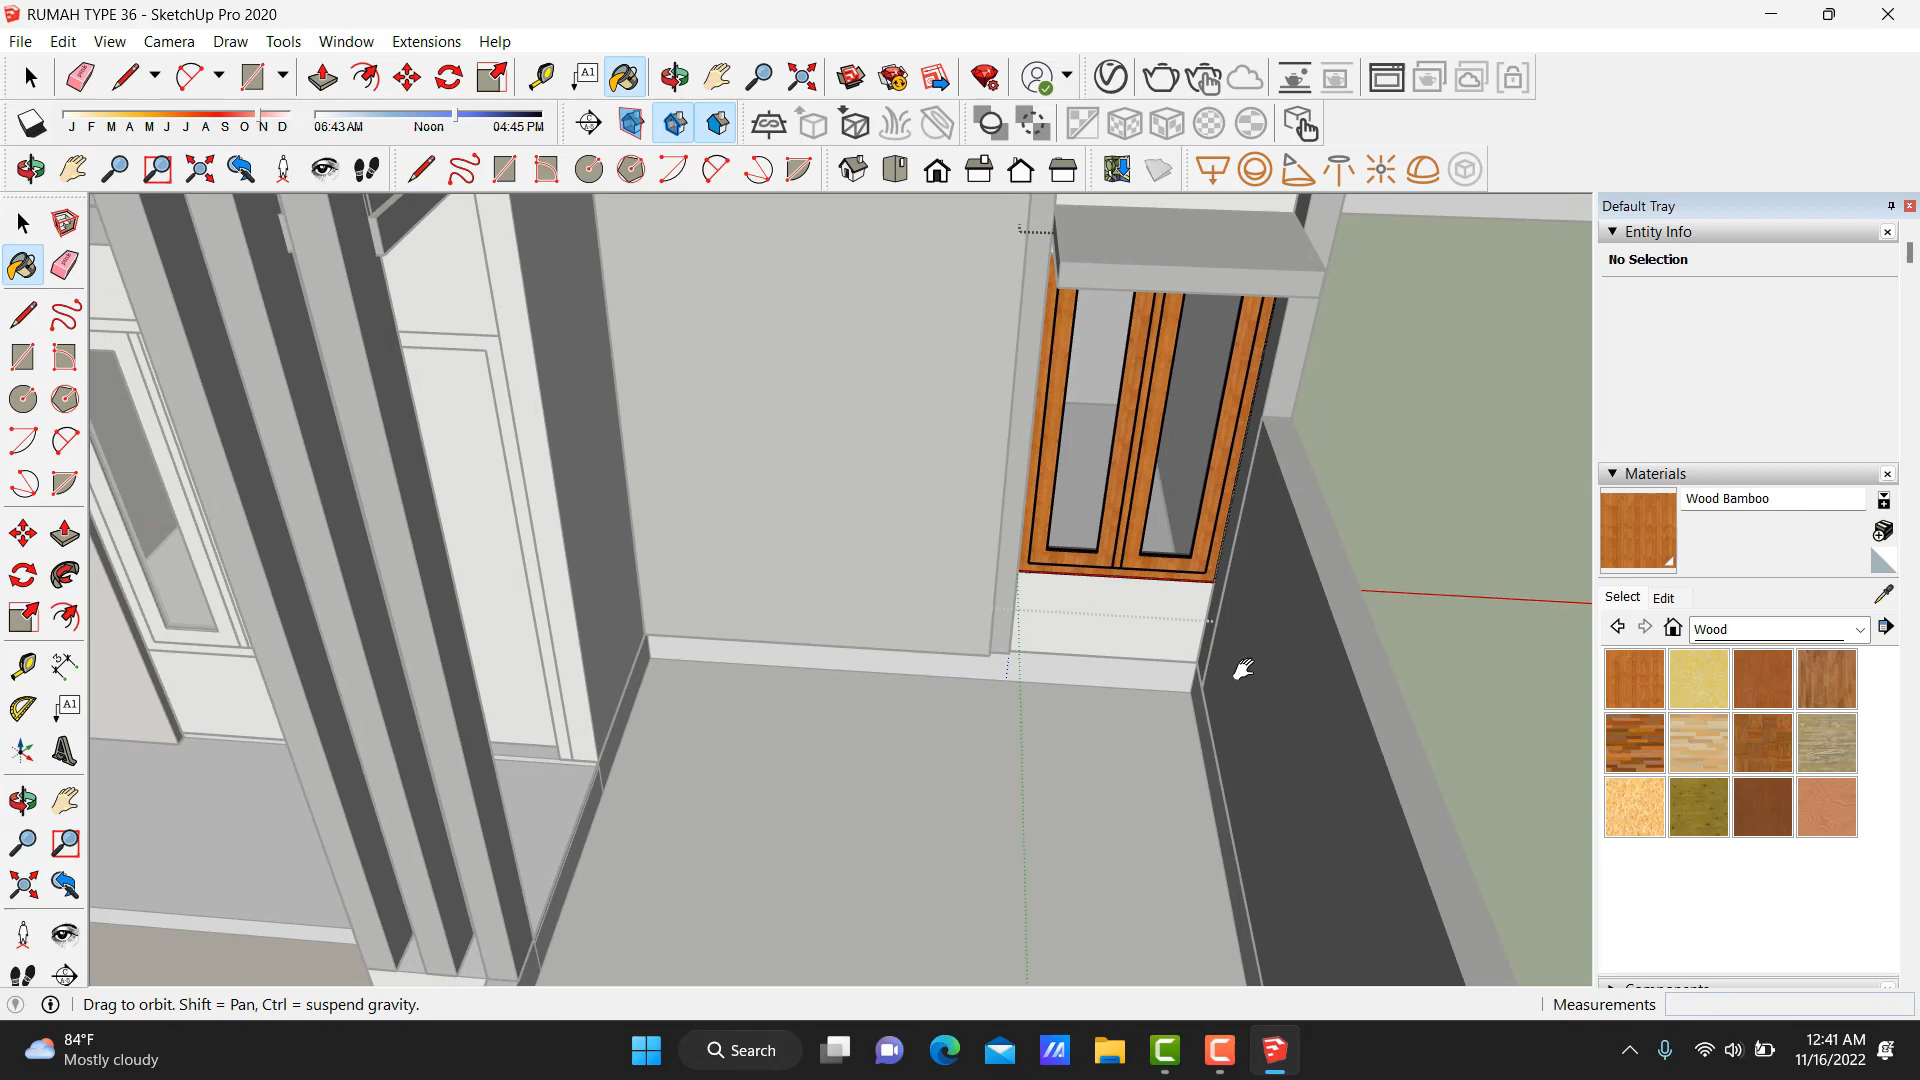 RUMAH TYPE 36 - SketchUp Pro 2020
File Edit View Camera Draw Tools Window Extensions Help
A1
J F M A M J J A S O N D
06:43 AM Noon 04:45 PM
Default Tray
Entity Info
No Selection
Materials
Wood Bamboo
Select Edit
Wood
A1
Drag to orbit. Shift = Pan, Ctrl = suspend gravity.
Measurements
84°F
Mostly cloudy
Search
12:41 AM
11/16/2022